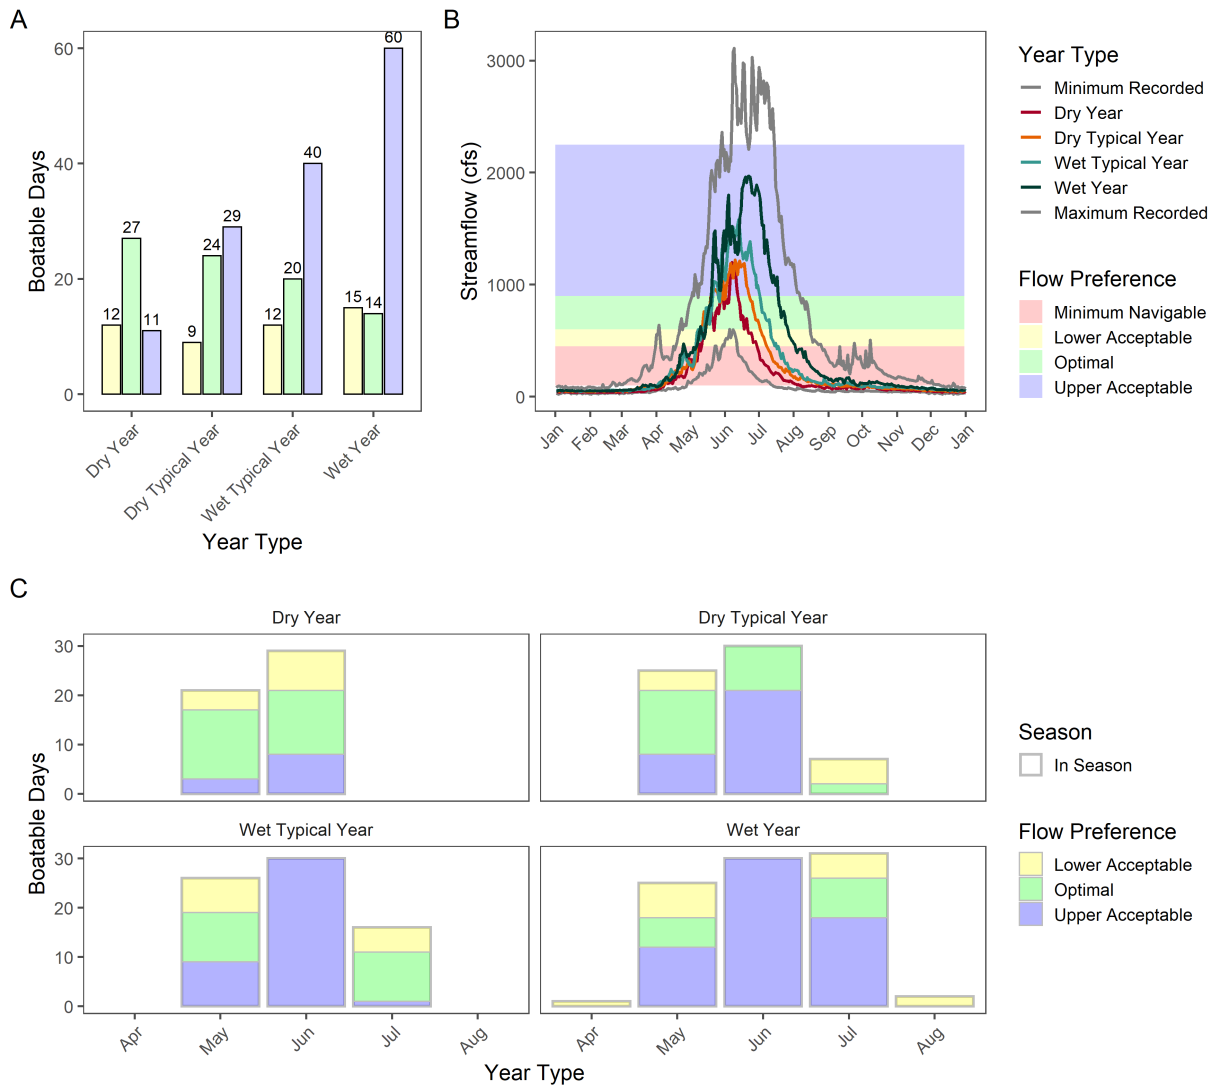 A
Boatable Days
60
40
20
0
12
27
11
9
24
29
12
20
40
15
14
60
Dry Year
Dry Typical Year
Wet Typical Year
Wet Year
Year Type
B
Streamflow (cfs)
3000
2000
1000
0
Jan
Feb
Mar
Apr
May
Jun
Jul
Aug
Sep
Oct
Nov
Dec
Jan
Year Type
Minimum Recorded
Dry Year
Dry Typical Year
Wet Typical Year
Wet Year
Maximum Recorded
Flow Preference
Minimum Navigable
Lower Acceptable
Optimal
Upper Acceptable
C
Boatable Days
Dry Year
Dry Typical Year
30
20
10
0
Wet Typical Year
Wet Year
30
20
10
0
Apr
May
Jun
Jul
Aug
Apr
May
Jun
Jul
Aug
Year Type
Season
In Season
Flow Preference
Lower Acceptable
Optimal
Upper Acceptable